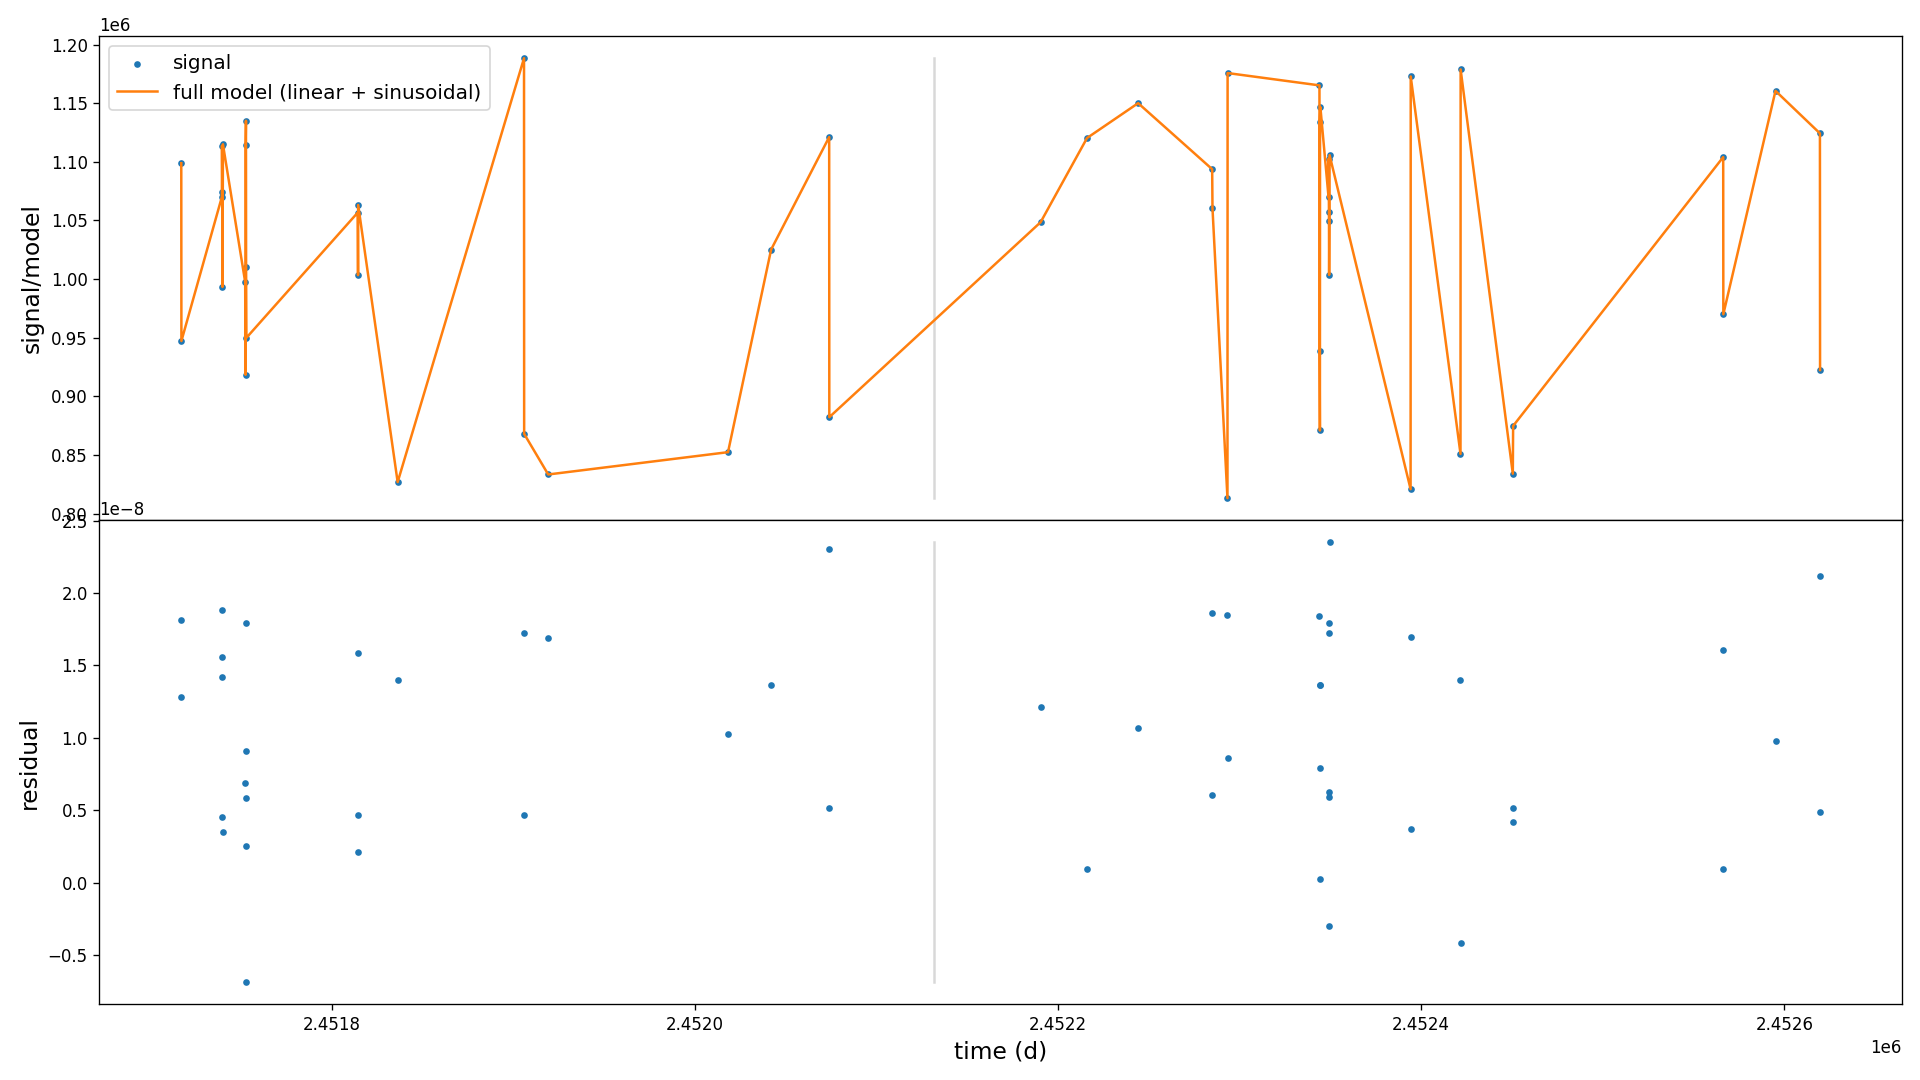 1e6
1.20
1.15
1.10
1.05
1.00
0.95
0.90
0.85
0.80
signal/model
signal
full model (linear + sinusoidal)
1e−8
2.5
2.0
1.5
1.0
0.5
0.0
−0.5
residual
2.4518 2.4520 2.4522 2.4524 2.4526
time (d)
1e6